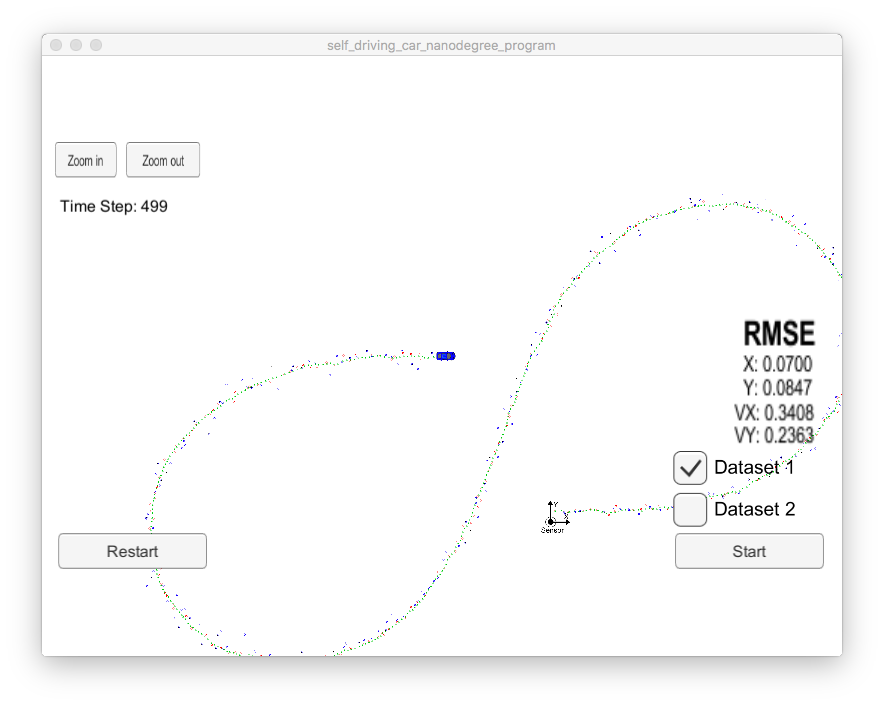 self_driving_car_nanodegree_program
Zoom in
Zoom out
Time Step: 499
RMSE
X: 0.0700
Y: 0.0847
VX: 0.3408
VY: 0.2363
Dataset 1
Dataset 2
Y
X
Sensor
Restart
Start